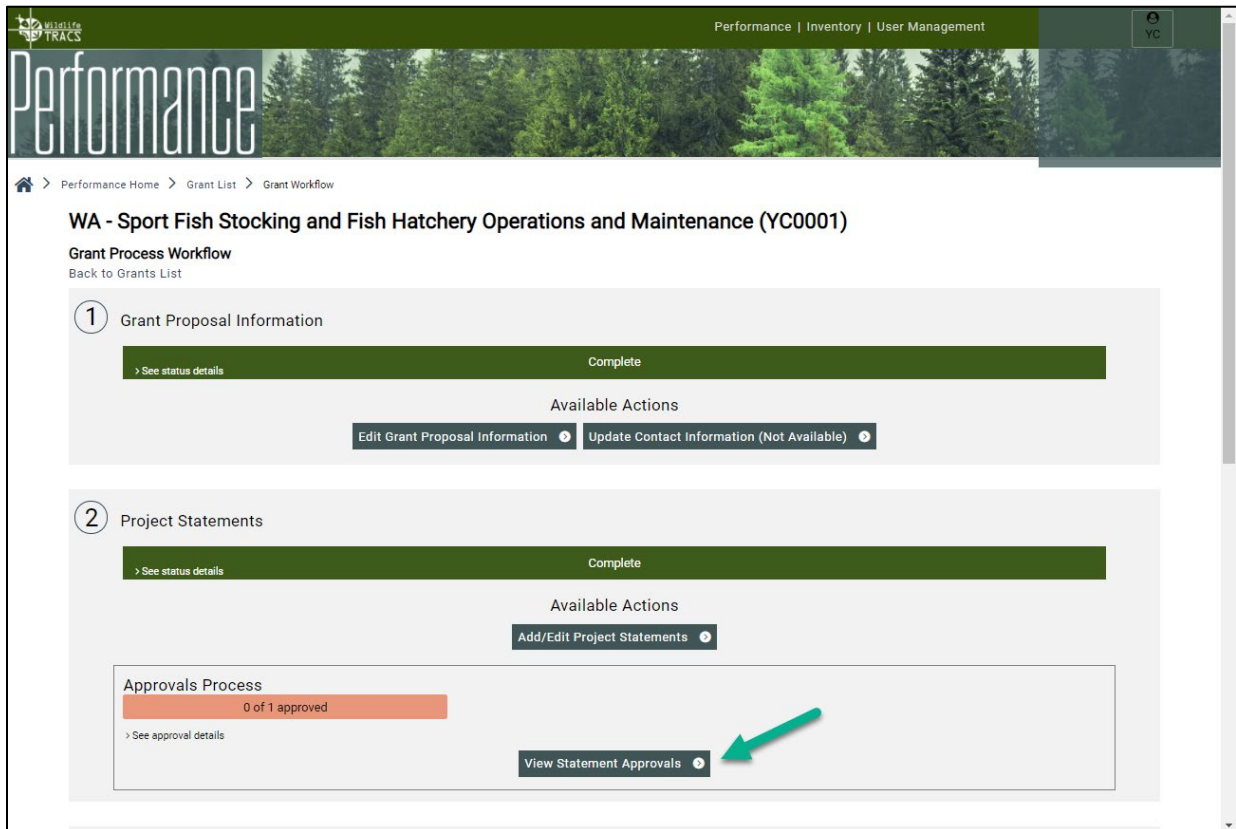 Wildlife
TRACS
Performance | Inventory | User Management
YC
Performance
> Performance Home > Grant List > Grant Workflow
WA - Sport Fish Stocking and Fish Hatchery Operations and Maintenance (YC0001)
Grant Process Workflow
Back to Grants List
1 Grant Proposal Information
Complete
> See status details
Available Actions
Edit Grant Proposal Information
Update Contact Information (Not Available)
2 Project Statements
Complete
> See status details
Available Actions
Add/Edit Project Statements
Approvals Process
0 of 1 approved
> See approval details
View Statement Approvals